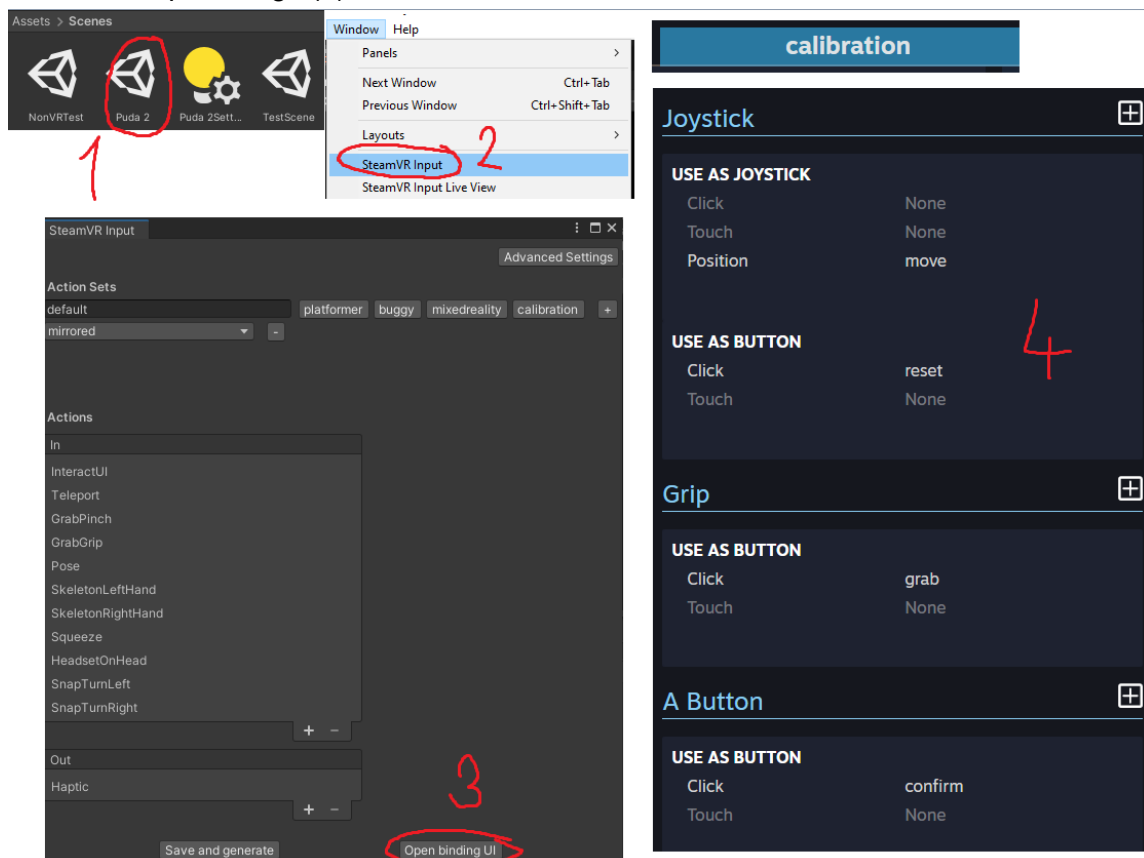 Assets > Scenes
NonVRTest
Puda 2
Puda 2Sett...
TestScene
1
Window Help
Panels >
Next Window Ctrl+Tab
Previous Window Ctrl+Shift+Tab
Layouts >
SteamVR Input
SteamVR Input Live View
2
SteamVR Input
Advanced Settings
Action Sets
default platformer buggy mixedreality calibration +
mirrored -
Actions
In
InteractUI
Teleport
GrabPinch
GrabGrip
Pose
SkeletonLeftHand
SkeletonRightHand
Squeeze
HeadsetOnHead
SnapTurnLeft
SnapTurnRight
+ -
Out
Haptic
+ -
3
Save and generate Open binding UI
calibration
Joystick
USE AS JOYSTICK
Click None
Touch None
Position move
4
USE AS BUTTON
Click reset
Touch None
Grip
USE AS BUTTON
Click grab
Touch None
A Button
USE AS BUTTON
Click confirm
Touch None